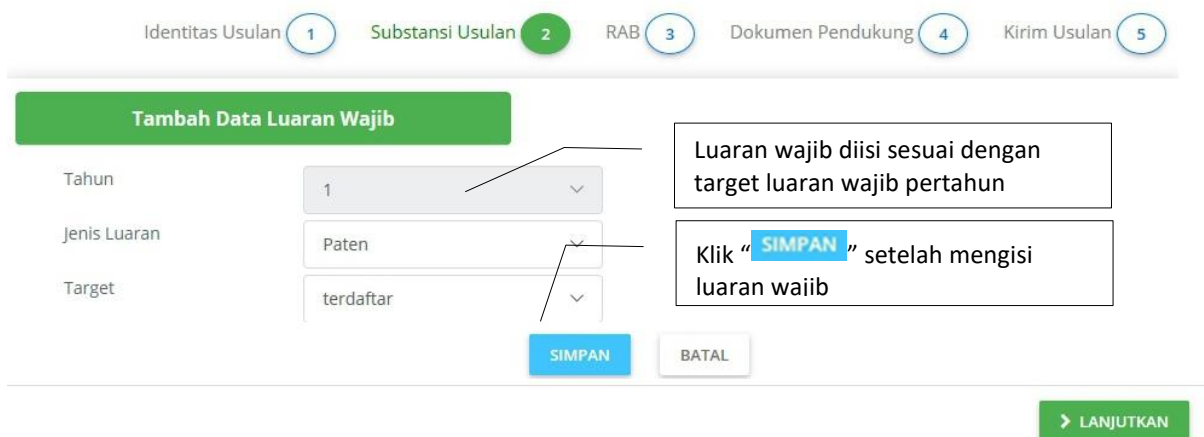 Identitas Usulan 1 Substansi Usulan 2 RAB 3 Dokumen Pendukung 4 Kirim Usulan 5
Tambah Data Luaran Wajib
Luaran wajib diisi sesuai dengan
target luaran wajib pertahun
Tahun 1
Jenis Luaran Paten
Klik “ SIMPAN ” setelah mengisi
luaran wajib
Target terdaftar
SIMPAN BATAL
LANJUTKAN